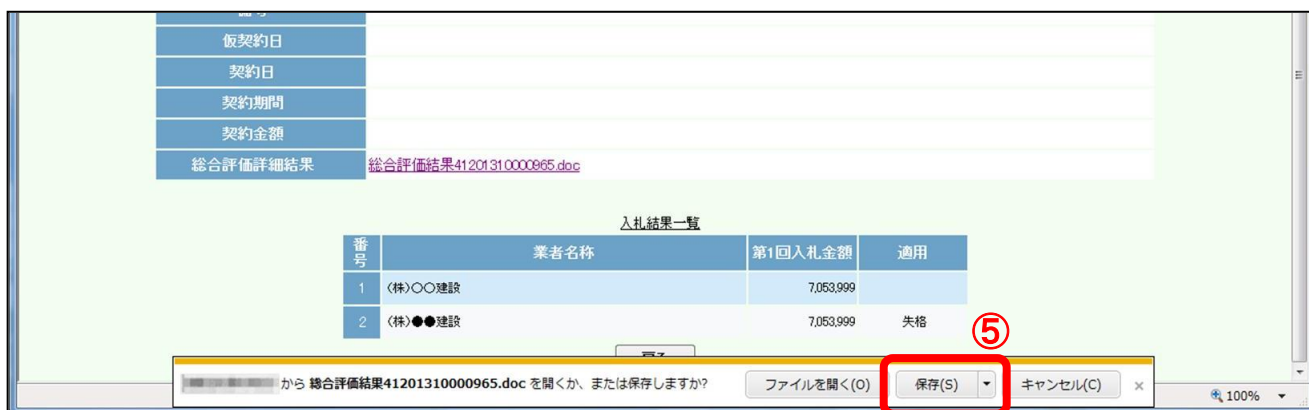 仮契約日
契約日
契約期間
契約金額
総合評価詳細結果 総合評価結果41201310000965.doc
入札結果一覧
番号 業者名称 第1回入札金額 適用
1 (株)〇〇建設 7,053,999
2 (株)●●建設 7,053,999 失格
⑤
から 総合評価結果41201310000965.doc を開くか、または保存しますか? ファイルを開く(O) 保存(S) キャンセル(C) ×
100%